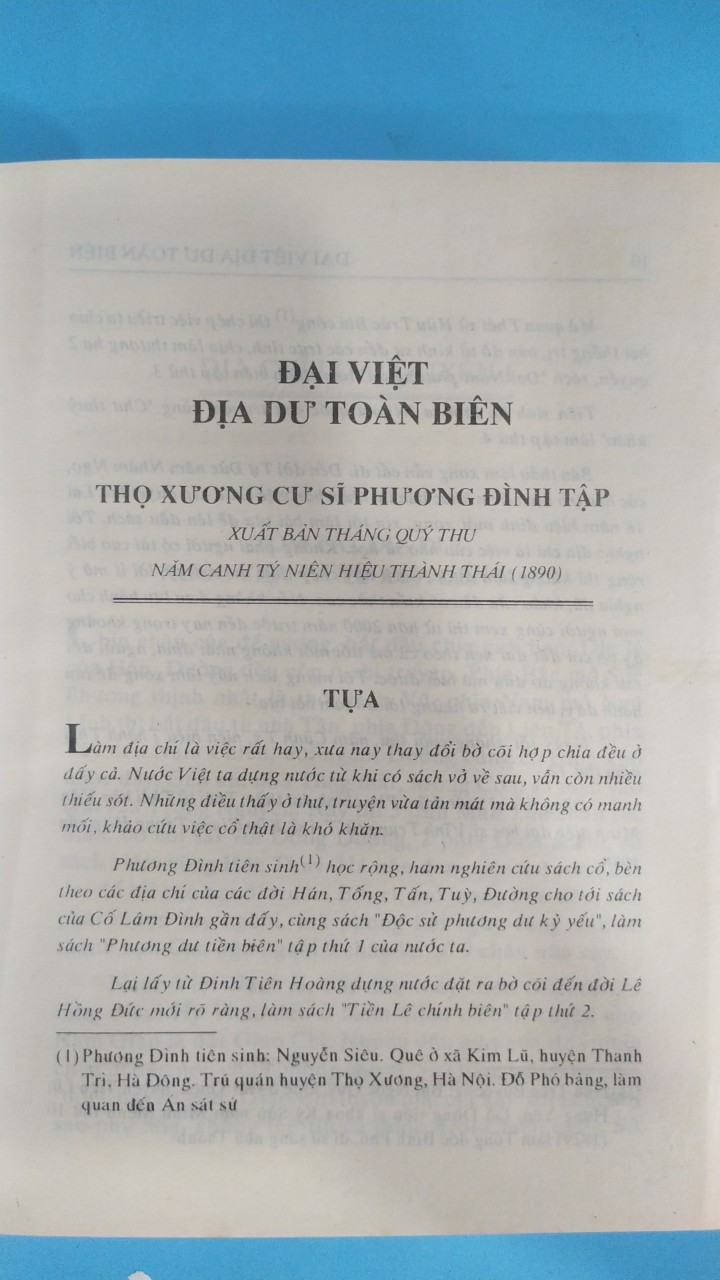 ĐẠI VIỆT
ĐỊA DƯ TOÀN BIÊN
THỌ XƯƠNG CƯ SĨ PHƯƠNG ĐÌNH TẬP
XUẤT BẢN THÁNG QUÝ THU
NĂM CANH TÝ NIÊN HIỆU THÀNH THÁI (1890)
TỰA
Làm địa chí là việc rất hay, xưa nay thay đổi bờ cõi hợp chia đều ở
đấy cả. Nước Việt ta dựng nước từ khi có sách vở về sau, vẫn còn nhiều
thiếu sót. Những điều thấy ở thư, truyện vừa tản mát mà không có manh
mối, khảo cứu việc cổ thật là khó khăn.
Phương Đình tiên sinh(1) học rộng, ham nghiên cứu sách cổ, bèn
theo các địa chí của các đời Hán, Tống, Tấn, Tuỳ, Đường cho tới sách
của Cố Lâm Đình gần đấy, cùng sách "Độc sử phương dư kỷ yếu", làm
sách "Phương dư tiền biên" tập thứ 1 của nước ta.
Lại lấy từ Đinh Tiên Hoàng dựng nước đặt ra bờ cõi đến đời Lê
Hồng Đức mới rõ ràng, làm sách "Tiền Lê chính biên" tập thứ 2.
(1) Phương Đình tiên sinh: Nguyễn Siêu. Quê ở xã Kim Lũ, huyện Thanh
Trì, Hà Đông. Trú quán huyện Thọ Xương, Hà Nội. Đỗ Phó bảng, làm
quan đến Án sát sứ